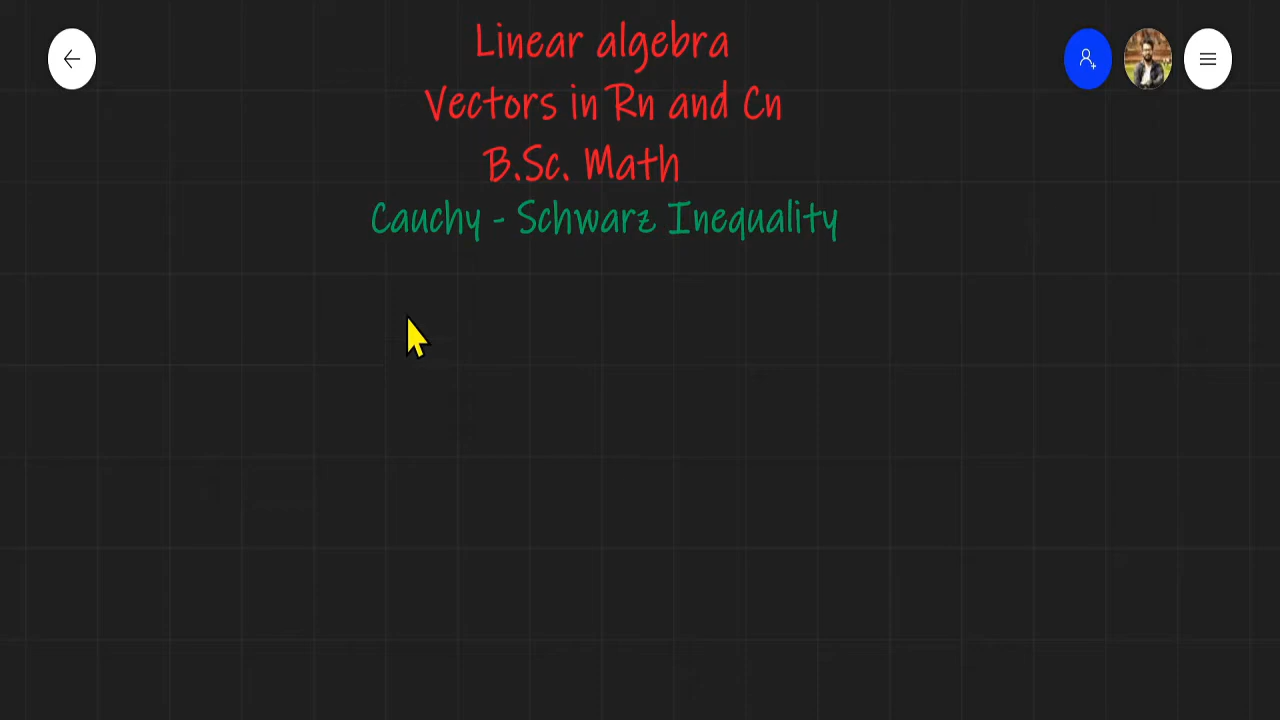 Linear algebra
Vectors in Rn and Cn
B.Sc. Math
Cauchy - Schwarz Inequality